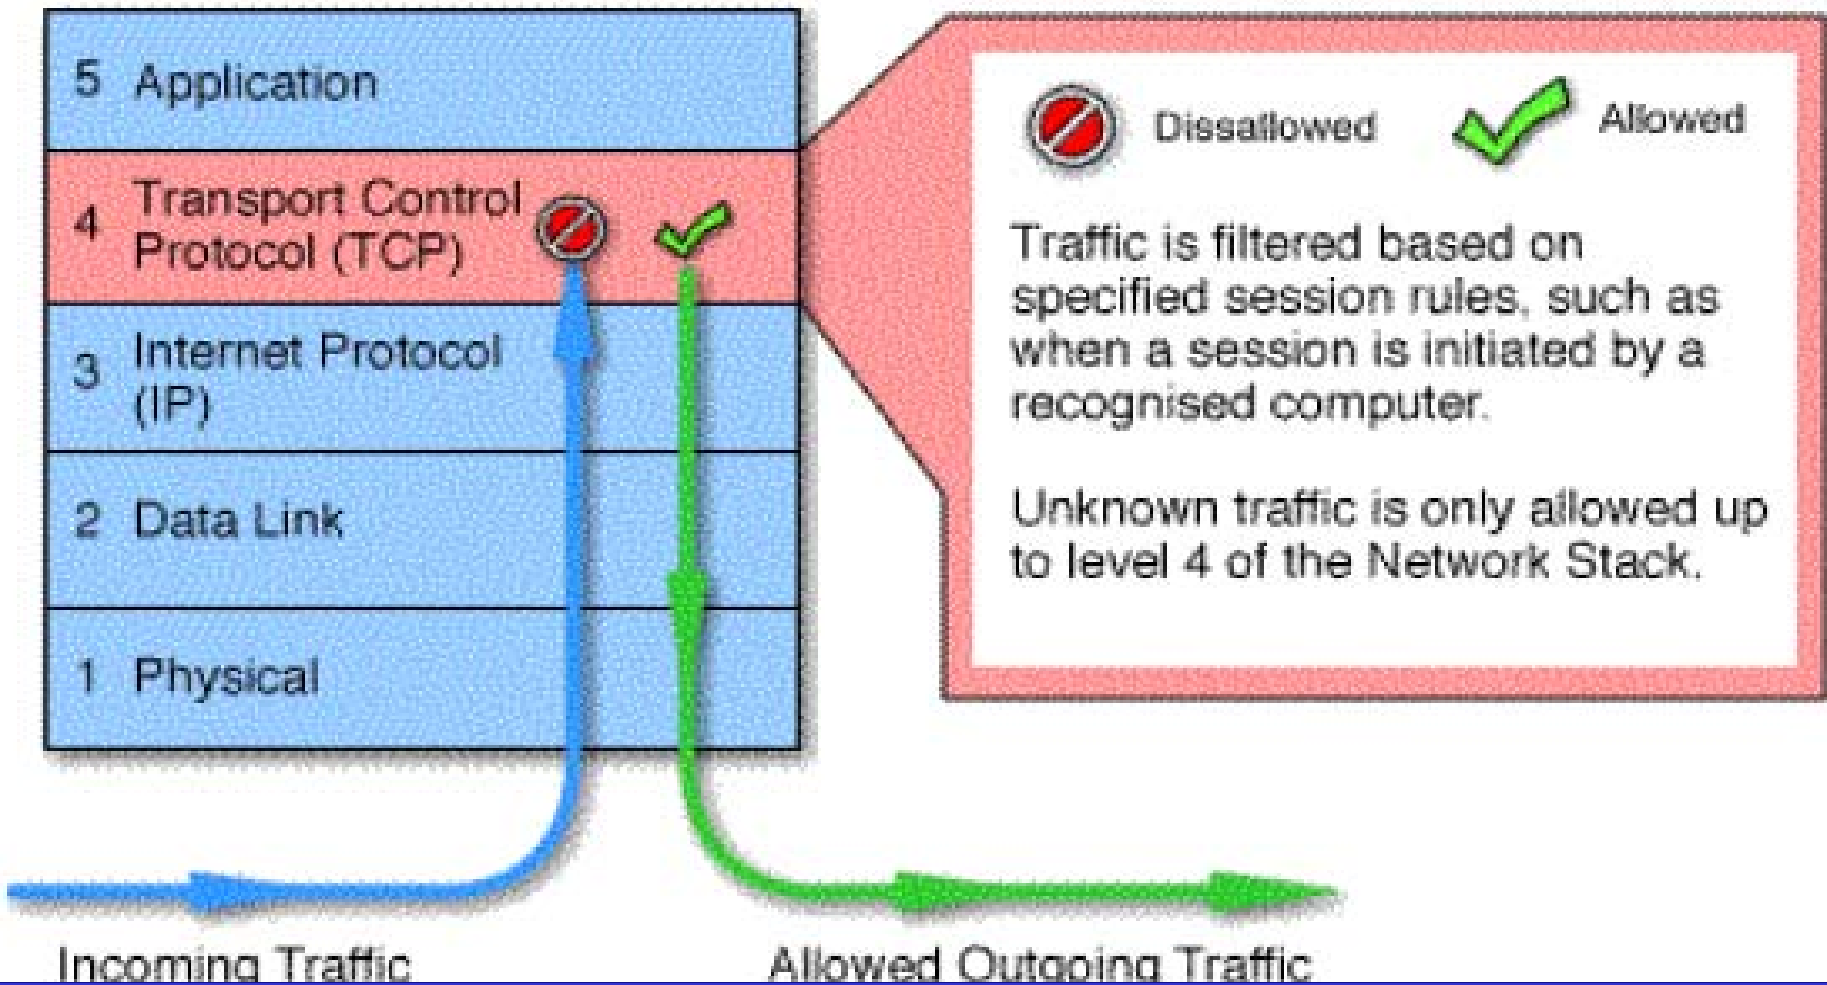 5 Application
4 Transport Control
Protocol (TCP)
3 Internet Protocol
(IP)
2 Data Link
1 Physical
Incoming Traffic
Allowed Outgoing Traffic
Dissallowed
Allowed
Traffic is filtered based on
specified session rules, such as
when a session is initiated by a
recognised computer.
Unknown traffic is only allowed up
to level 4 of the Network Stack.